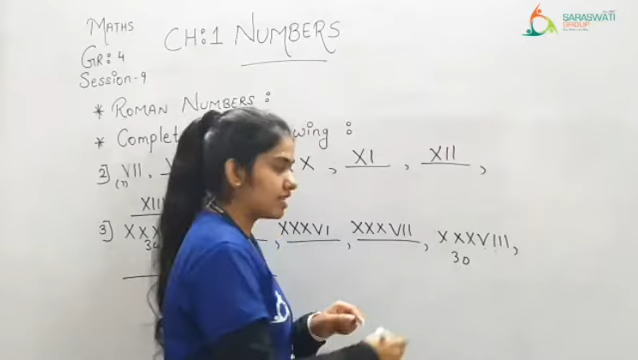 MATHS
GR: 4
Session-9
CH:1 NUMBERS
SARASWATI
GROUP
* ROMAN NUMBERS :
* Complet wing :
2] VII, X, XI, XII,
(7)
XIII
3] XXX , XXXVI, XXXVII, XXXVIII,
30